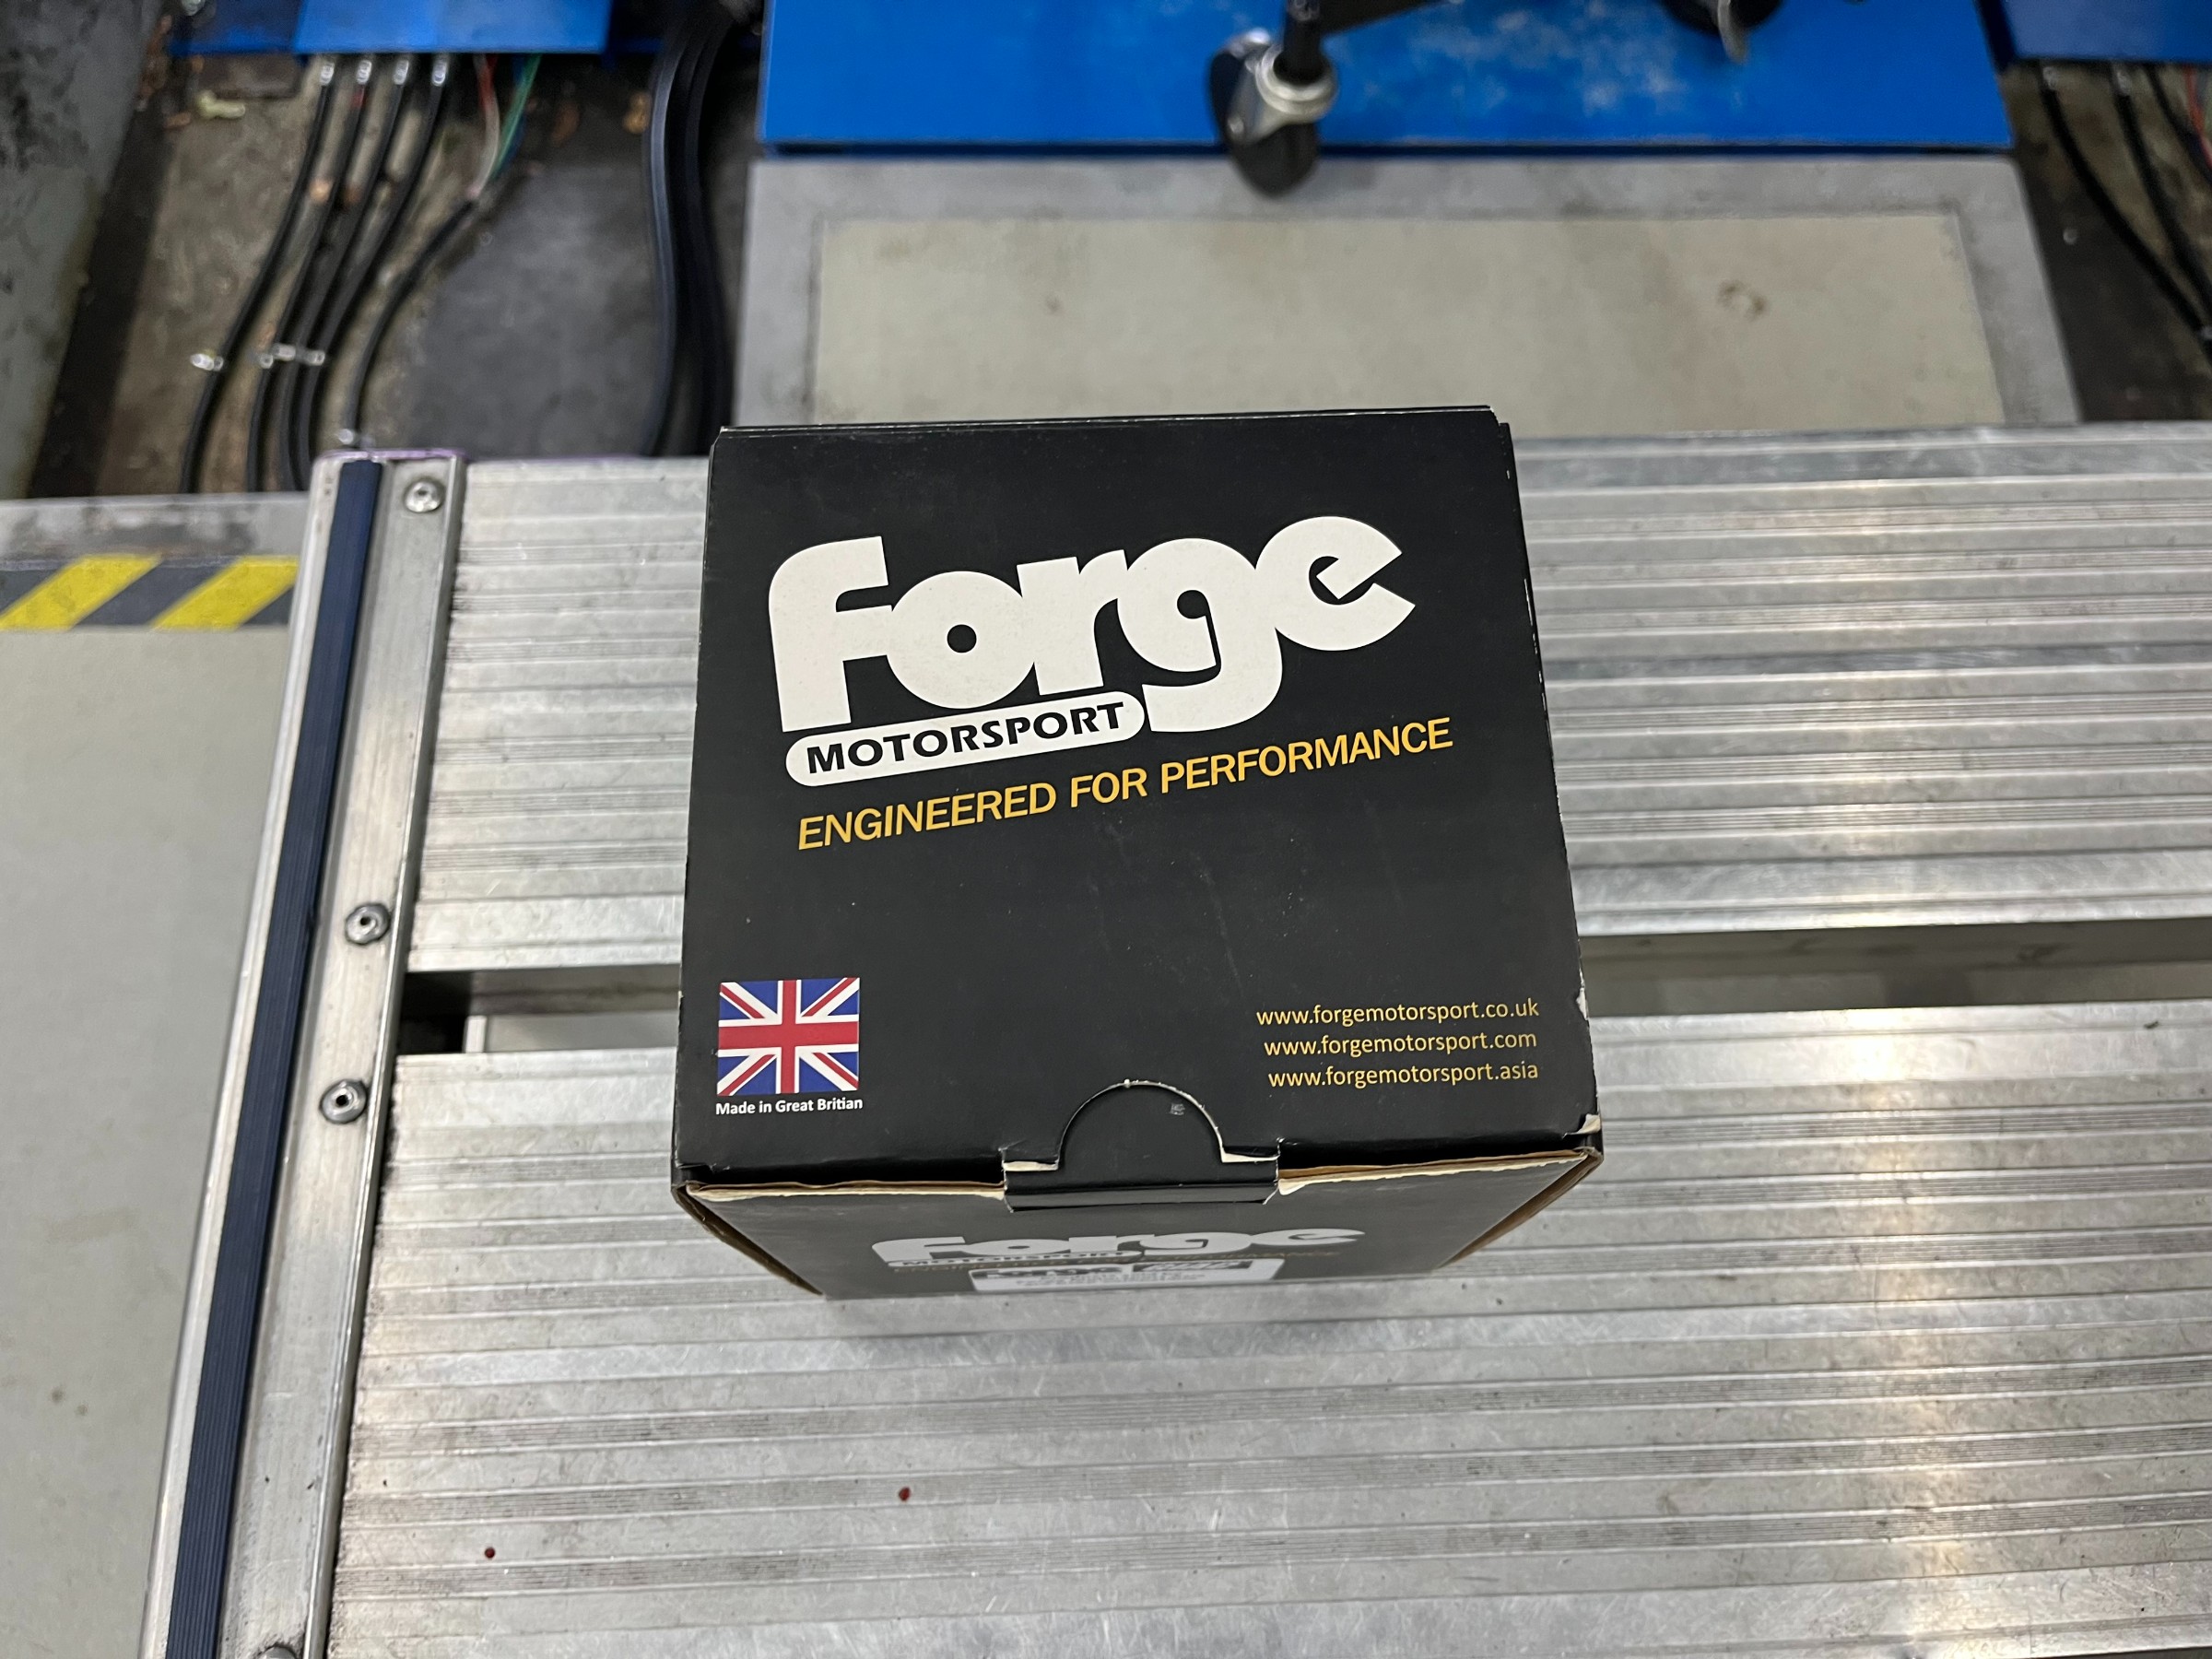 forge
MOTORSPORT
ENGINEERED FOR PERFORMANCE
www.forgemotorsport.co.uk
www.forgemotorsport.com
www.forgemotorsport.asia
Made in Great Britian
forge
MOTORSPORT